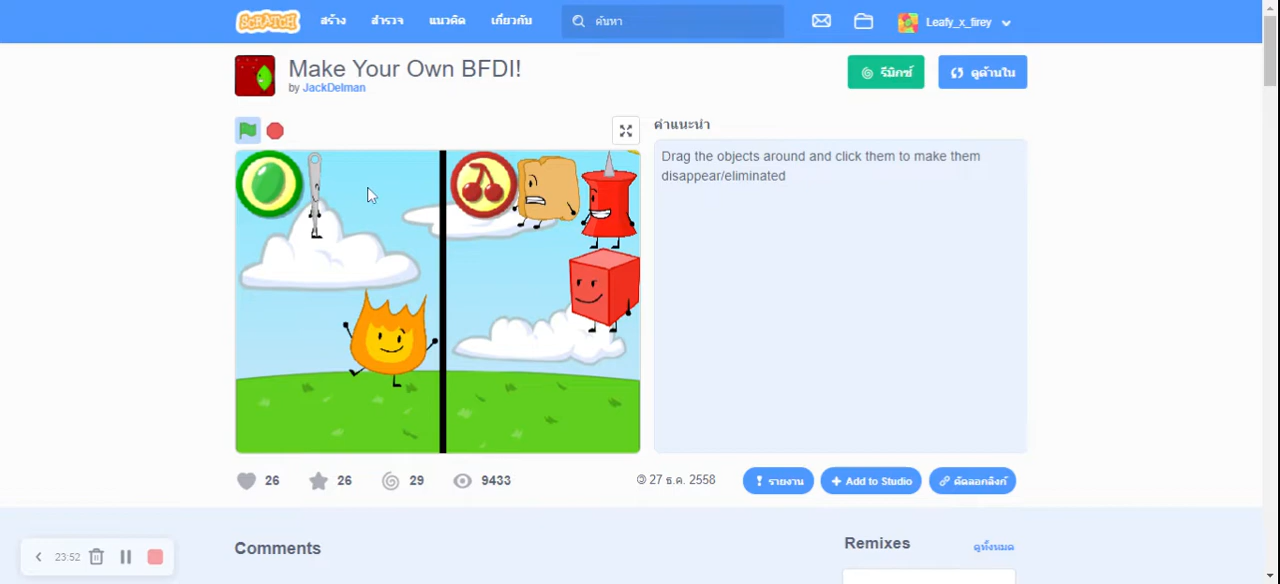 SCRATCH สร้าง สำรวจ แนวคิด เกี่ยวกับ ค้นหา Leafy_x_firey
Make Your Own BFDI!
by JackDelman
รีมิกซ์ ดูด้านใน
คำแนะนำ
Drag the objects around and click them to make them
disappear/eliminated
26 26 29 9433 27 ธ.ค. 2558 รายงาน Add to Studio คัดลอกลิงก์
23:52
Comments
Remixes ดูทั้งหมด